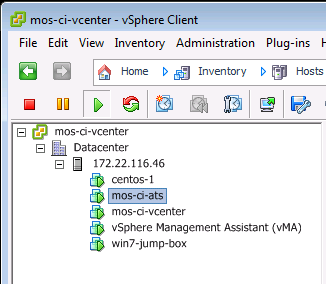 mos-ci-vcenter - vSphere Client
File Edit View Inventory Administration Plug-ins
Home Inventory Hosts
mos-ci-vcenter
Datacenter
172.22.116.46
centos-1
mos-ci-ats
mos-ci-vcenter
vSphere Management Assistant (vMA)
win7-jump-box